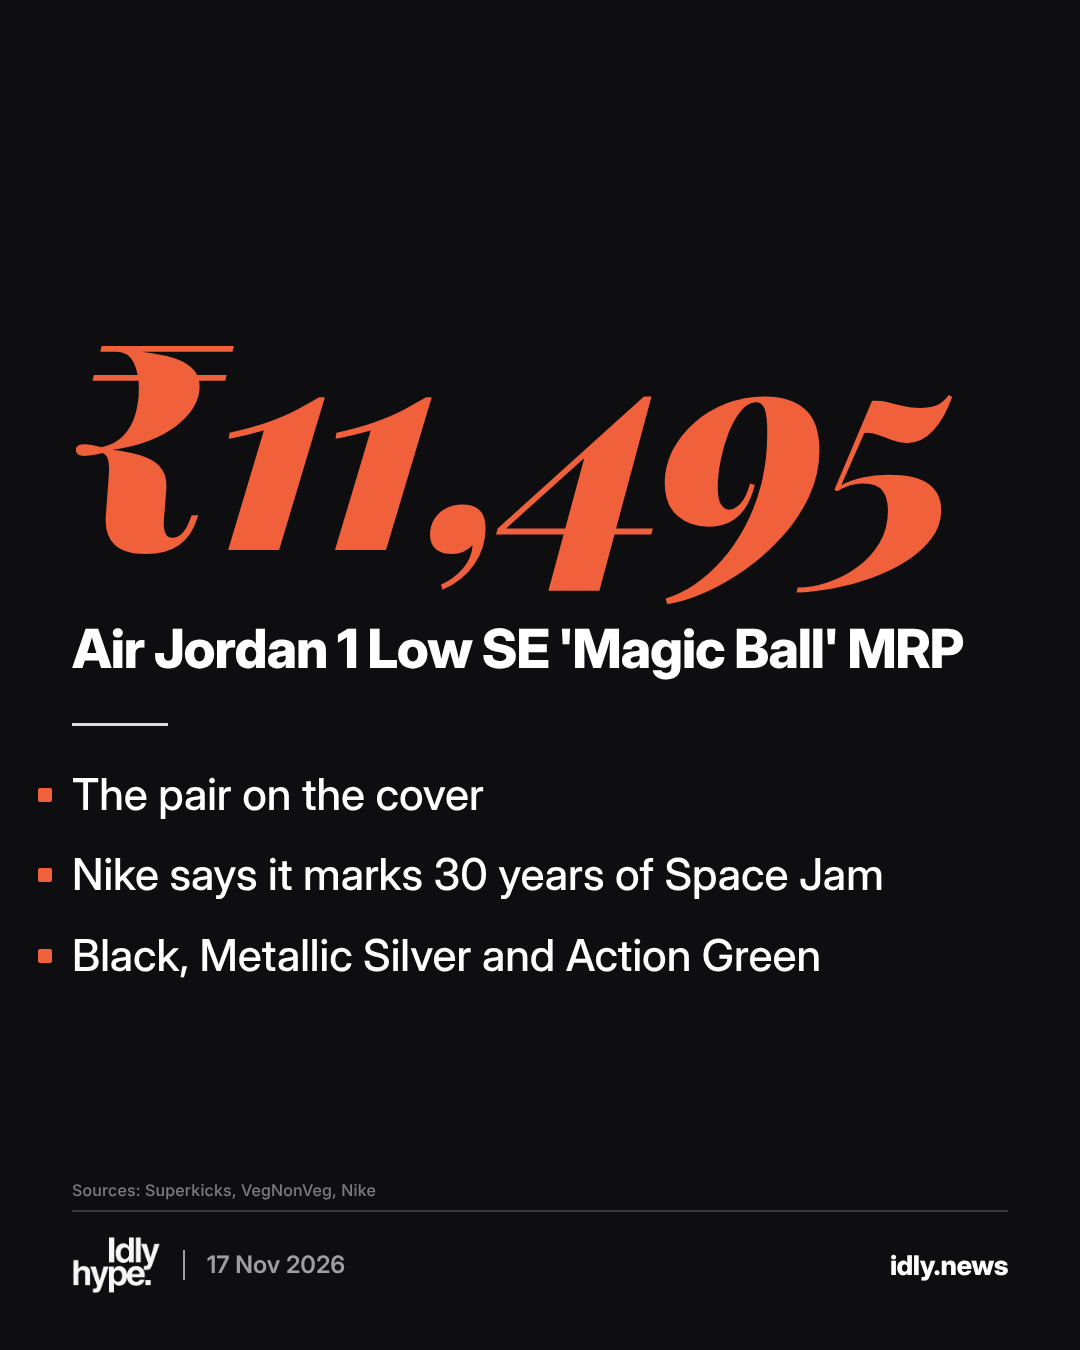 ₹11,495
Air Jordan 1 Low SE 'Magic Ball' MRP
The pair on the cover
Nike says it marks 30 years of Space Jam
Black, Metallic Silver and Action Green
Sources: Superkicks, VegNonVeg, Nike
Idly
hype.
17 Nov 2026
idly.news